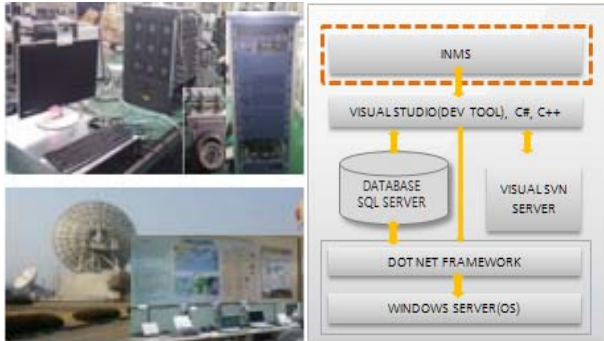 INMS
VISUAL STUDIO(DEV TOOL), C#, C++
DATABASE
SQL SERVER
VISUAL SVN
SERVER
DOT NET FRAMEWORK
WINDOWS SERVER(OS)